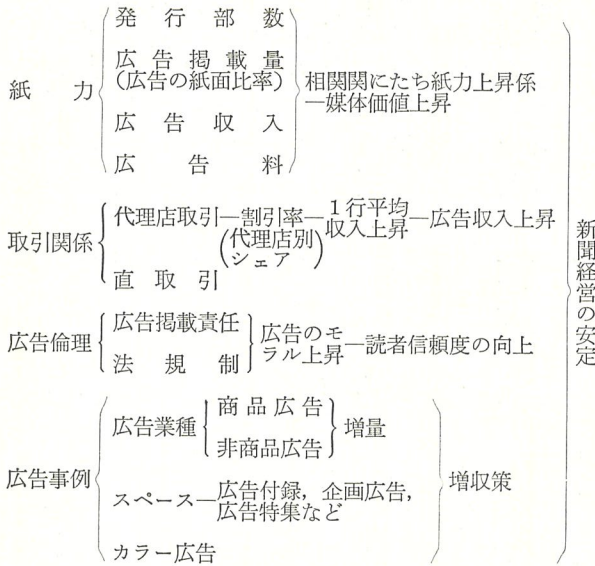 紙力
発行部数
広告掲載量
(広告の紙面比率)
広告収入
広告料
相関関にたち紙力上昇係
―媒体価値上昇
取引関係
代理店取引―割引率―1行平均収入上昇―広告収入上昇
(代理店別シェア)
直取引
広告倫理
広告掲載責任
法規制
広告のモラル上昇―読者信頼度の向上
広告事例
広告業種
商品広告
非商品広告
増量
スペース―広告付録，企画広告，
広告特集など
カラー広告
増収策
新聞経営の安定